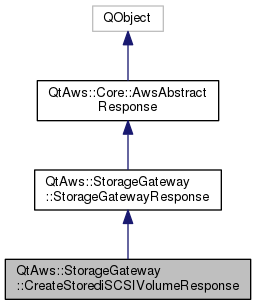 QObject
QtAws::Core::AwsAbstract
Response
QtAws::StorageGateway
::StorageGatewayResponse
QtAws::StorageGateway
::CreateStorediSCSIVolumeResponse